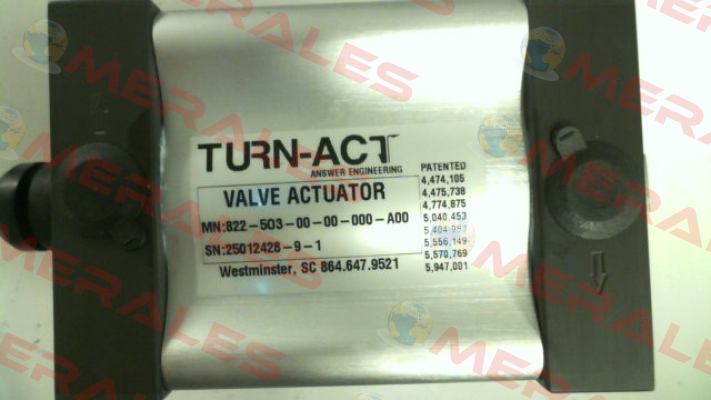 TURN-ACT
ANSWER ENGINEERING
VALVE ACTUATOR
MN:822-503-00-00-000-A00
SN:25012428-9-1
Westminster, SC 864.647.9521
PATENTED
4,474,105
4,475,738
4,774,875
5,040,453
5,404,983
5,556,149
5,570,769
5,947,001
MERALES
MERALES
MERALES
MERALES
MERALES